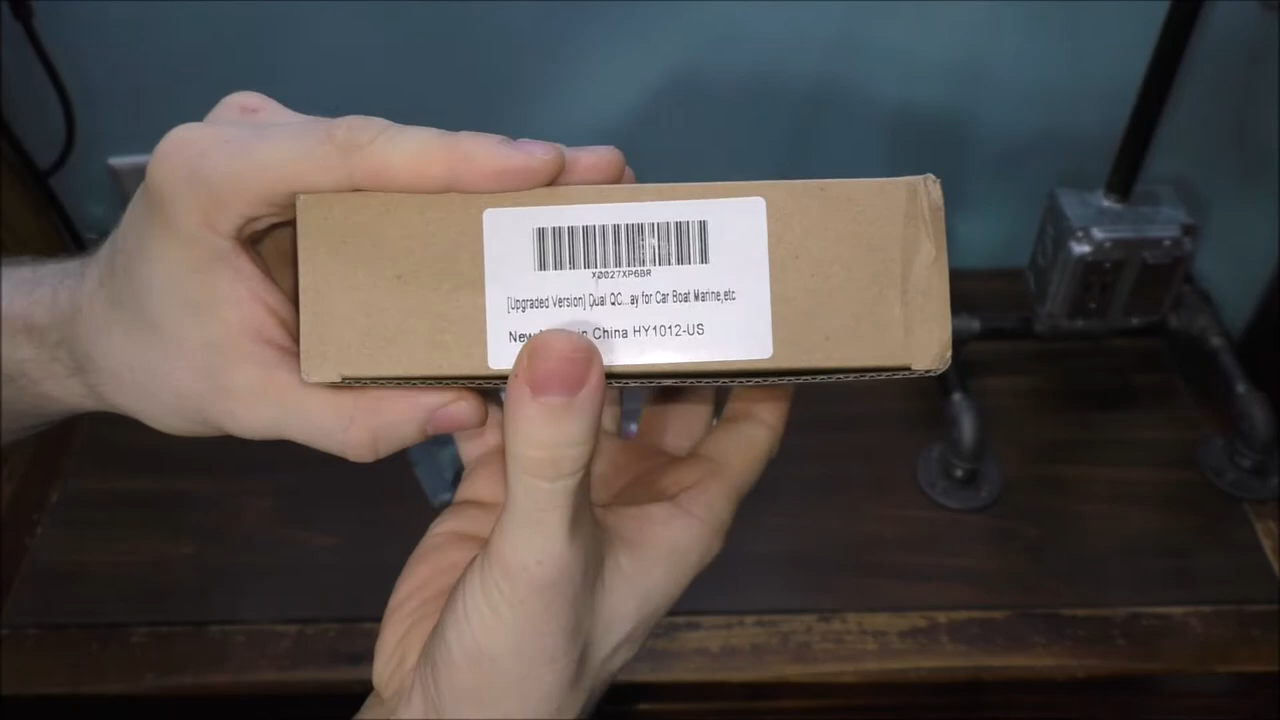 X0027XP6BR
[Upgraded Version] Dual QC...ay for Car Boat Marine,etc
New in China HY1012-US